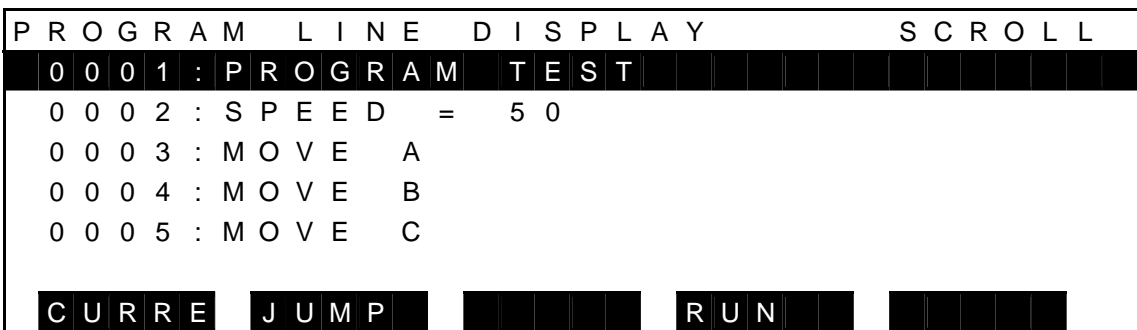 PROGRAM LINE DISPLAY SCROLL
0001:PROGRAM TEST
0002:SPEED = 50
0003:MOVE A
0004:MOVE B
0005:MOVE C
CURRE JUMP RUN